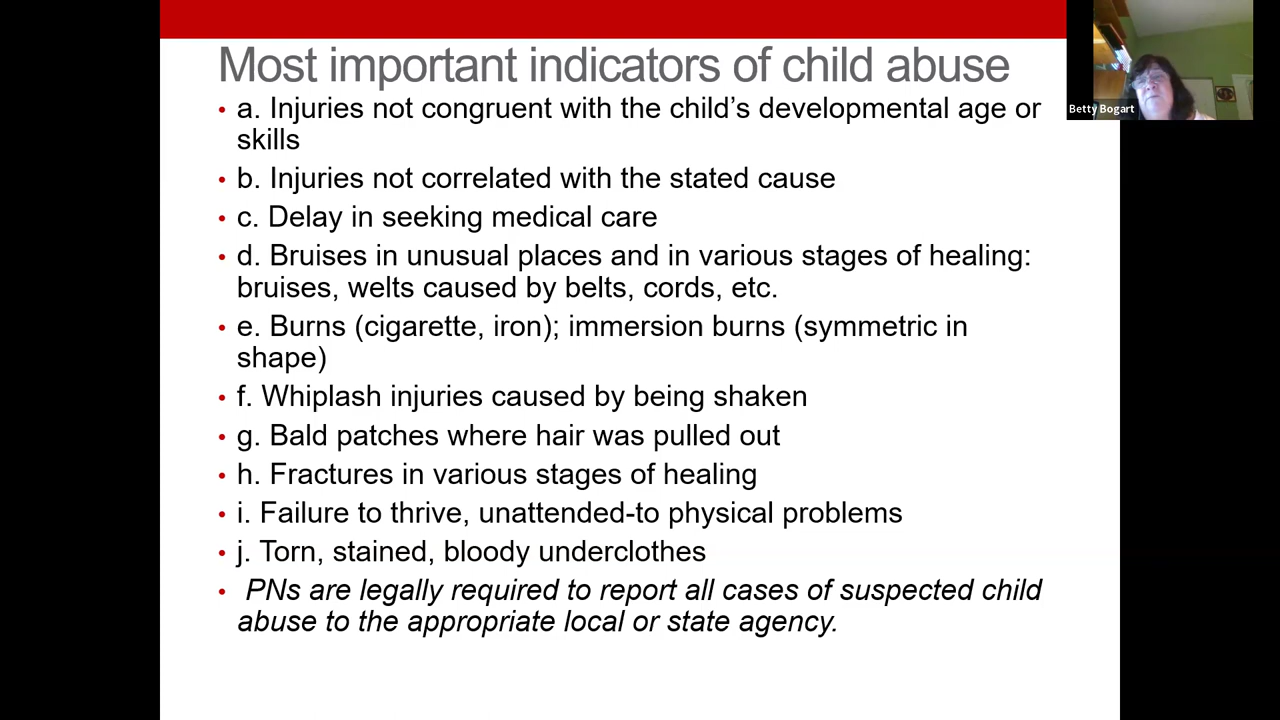 Most important indicators of child abuse
Betty Bogart
• a. Injuries not congruent with the child’s developmental age or
skills
• b. Injuries not correlated with the stated cause
• c. Delay in seeking medical care
• d. Bruises in unusual places and in various stages of healing:
bruises, welts caused by belts, cords, etc.
• e. Burns (cigarette, iron); immersion burns (symmetric in
shape)
• f. Whiplash injuries caused by being shaken
• g. Bald patches where hair was pulled out
• h. Fractures in various stages of healing
• i. Failure to thrive, unattended-to physical problems
• j. Torn, stained, bloody underclothes
• PNs are legally required to report all cases of suspected child
abuse to the appropriate local or state agency.